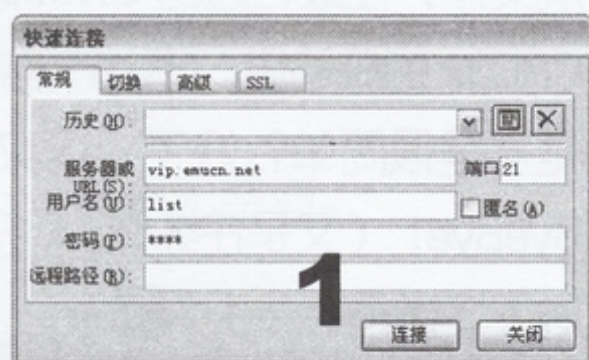 快速连接
常规 切换 高级 SSL
历史(H):
服务器或 vip.emucn.net 端口 21
URL(S):
用户名(U): list 匿名(A)
密码(P): ****
远程路径(R):
1
连接 关闭